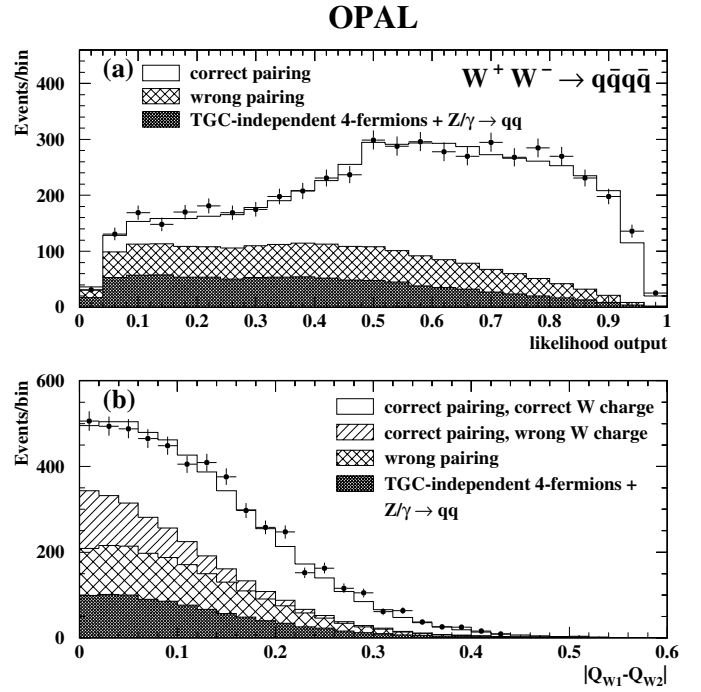 OPAL
(a)
W⁺ W⁻ → qq̄qq̄
correct pairing
wrong pairing
TGC-independent 4-fermions + Z/γ → qq
Events/bin
400
300
200
100
0
0 0.1 0.2 0.3 0.4 0.5 0.6 0.7 0.8 0.9 1
likelihood output
(b)
correct pairing, correct W charge
correct pairing, wrong W charge
wrong pairing
TGC-independent 4-fermions +
Z/γ → qq
Events/bin
600
400
200
0
0 0.1 0.2 0.3 0.4 0.5 0.6
|Q_W1-Q_W2|